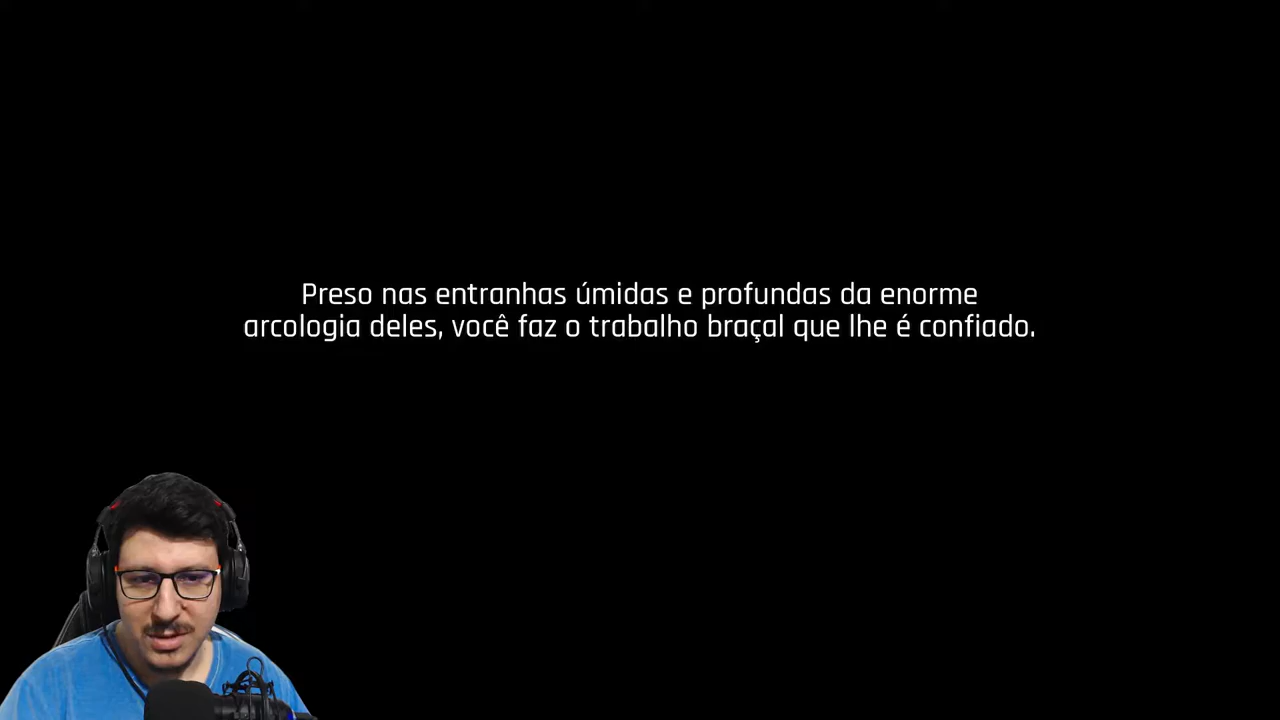 Preso nas entranhas úmidas e profundas da enorme
arcologia deles, você faz o trabalho braçal que lhe é confiado.